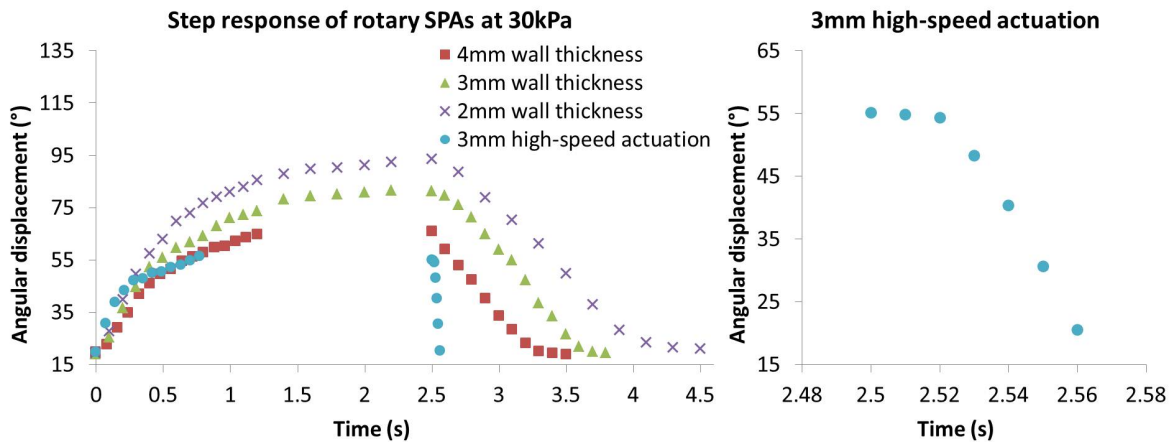 Step response of rotary SPAs at 30kPa
135
115
95
75
55
35
15
Angular displacement (°)
4mm wall thickness
3mm wall thickness
2mm wall thickness
3mm high-speed actuation
0 0.5 1 1.5 2 2.5 3 3.5 4 4.5
Time (s)
3mm high-speed actuation
65
55
45
35
25
15
Angular displacement (°)
2.48 2.5 2.52 2.54 2.56 2.58
Time (s)